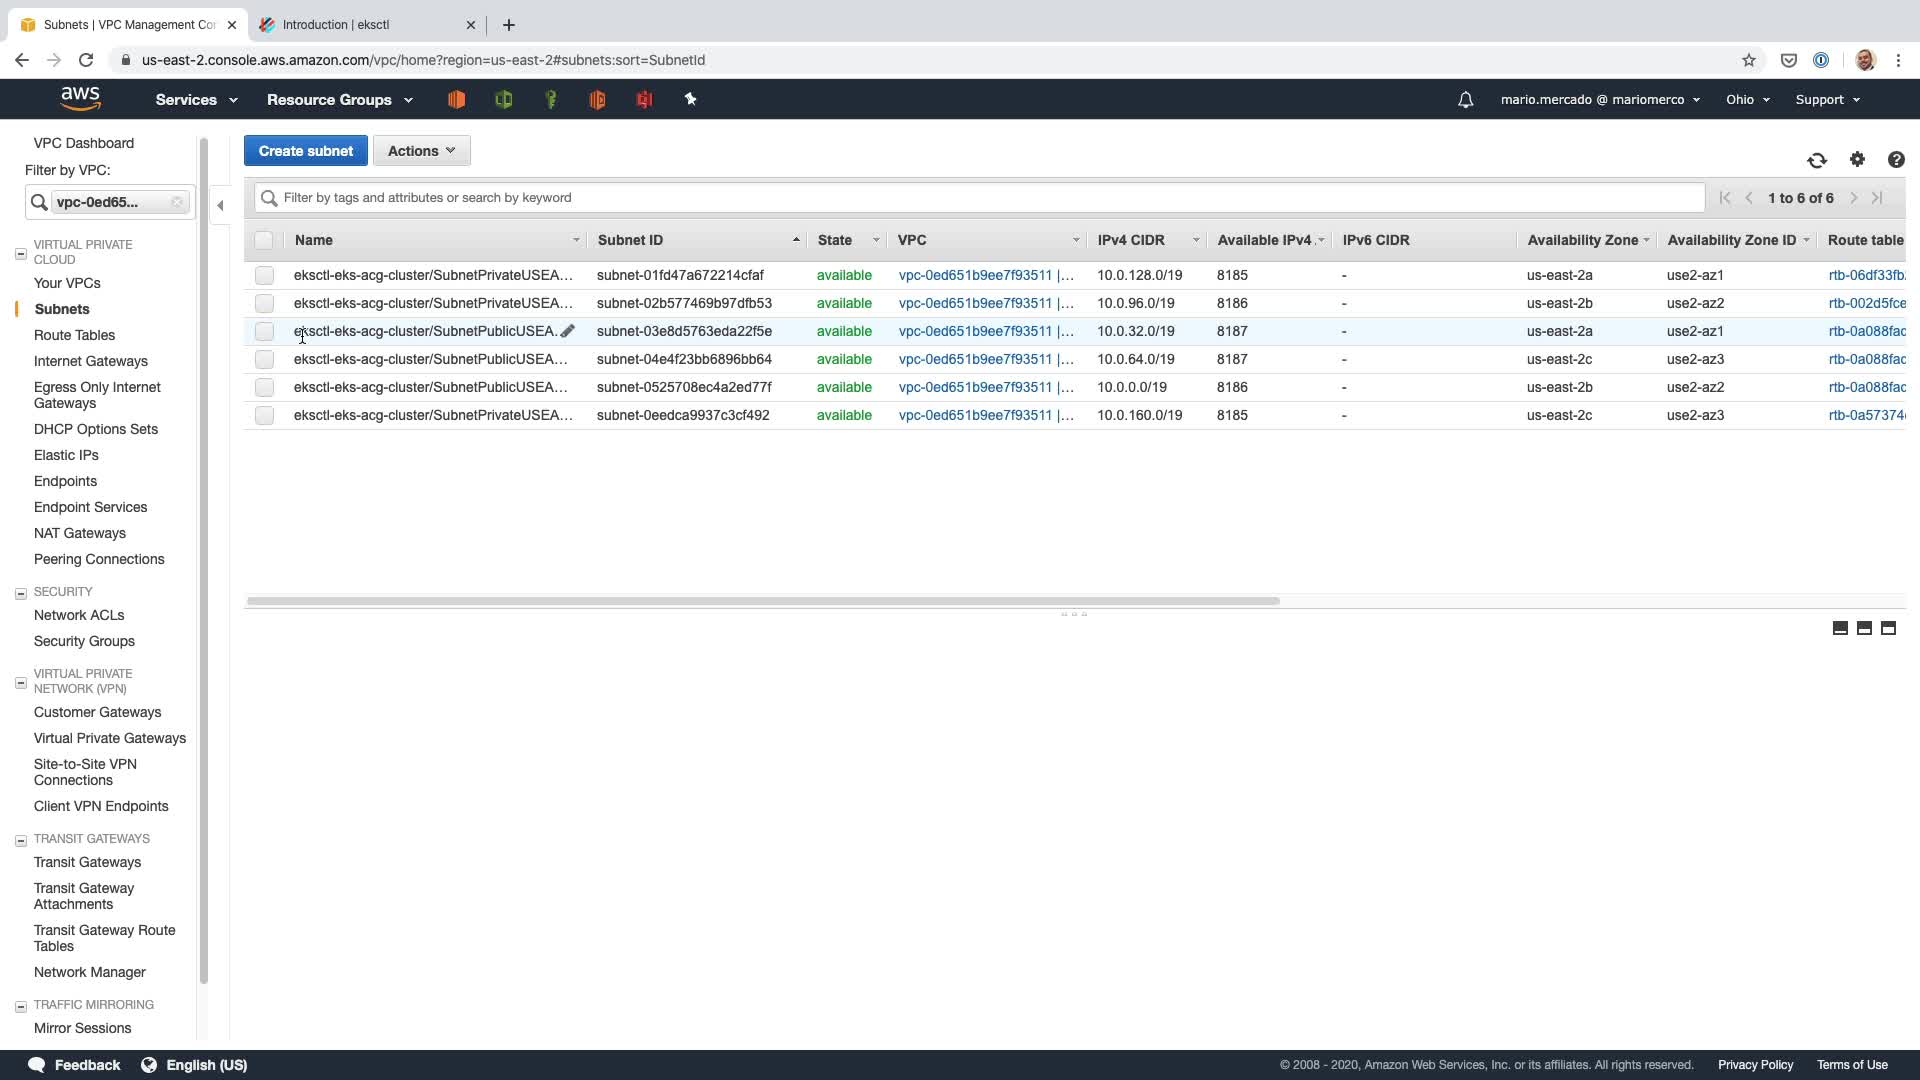 Subnets | VPC Management Con
Introduction | eksctl
us-east-2.console.aws.amazon.com/vpc/home?region=us-east-2#subnets:sort=SubnetId
aws
Services
Resource Groups
mario.mercado @ mariomerco
Ohio
Support
VPC Dashboard
Filter by VPC:
vpc-0ed65...
VIRTUAL PRIVATE
CLOUD
Your VPCs
Subnets
Route Tables
Internet Gateways
Egress Only Internet
Gateways
DHCP Options Sets
Elastic IPs
Endpoints
Endpoint Services
NAT Gateways
Peering Connections
SECURITY
Network ACLs
Security Groups
VIRTUAL PRIVATE
NETWORK (VPN)
Customer Gateways
Virtual Private Gateways
Site-to-Site VPN
Connections
Client VPN Endpoints
TRANSIT GATEWAYS
Transit Gateways
Transit Gateway
Attachments
Transit Gateway Route
Tables
Network Manager
TRAFFIC MIRRORING
Mirror Sessions
Create subnet
Actions
Filter by tags and attributes or search by keyword
1 to 6 of 6
Name Subnet ID State VPC IPv4 CIDR Available IPv4 . IPv6 CIDR Availability Zone Availability Zone ID Route table
eksctl-eks-acg-cluster/SubnetPrivateUSEA... subnet-01fd47a672214cfaf available vpc-0ed651b9ee7f93511 |... 10.0.128.0/19 8185 - us-east-2a use2-az1 rtb-06df33fb
eksctl-eks-acg-cluster/SubnetPrivateUSEA... subnet-02b577469b97dfb53 available vpc-0ed651b9ee7f93511 |... 10.0.96.0/19 8186 - us-east-2b use2-az2 rtb-002d5fce
eksctl-eks-acg-cluster/SubnetPublicUSEA. subnet-03e8d5763eda22f5e available vpc-0ed651b9ee7f93511 |... 10.0.32.0/19 8187 - us-east-2a use2-az1 rtb-0a088fac
eksctl-eks-acg-cluster/SubnetPublicUSEA... subnet-04e4f23bb6896bb64 available vpc-0ed651b9ee7f93511 |... 10.0.64.0/19 8187 - us-east-2c use2-az3 rtb-0a088fac
eksctl-eks-acg-cluster/SubnetPublicUSEA... subnet-0525708ec4a2ed77f available vpc-0ed651b9ee7f93511 |... 10.0.0.0/19 8186 - us-east-2b use2-az2 rtb-0a088fac
eksctl-eks-acg-cluster/SubnetPrivateUSEA... subnet-0eedca9937c3cf492 available vpc-0ed651b9ee7f93511 |... 10.0.160.0/19 8185 - us-east-2c use2-az3 rtb-0a57374
Feedback
English (US)
© 2008 - 2020, Amazon Web Services, Inc. or its affiliates. All rights reserved.
Privacy Policy
Terms of Use